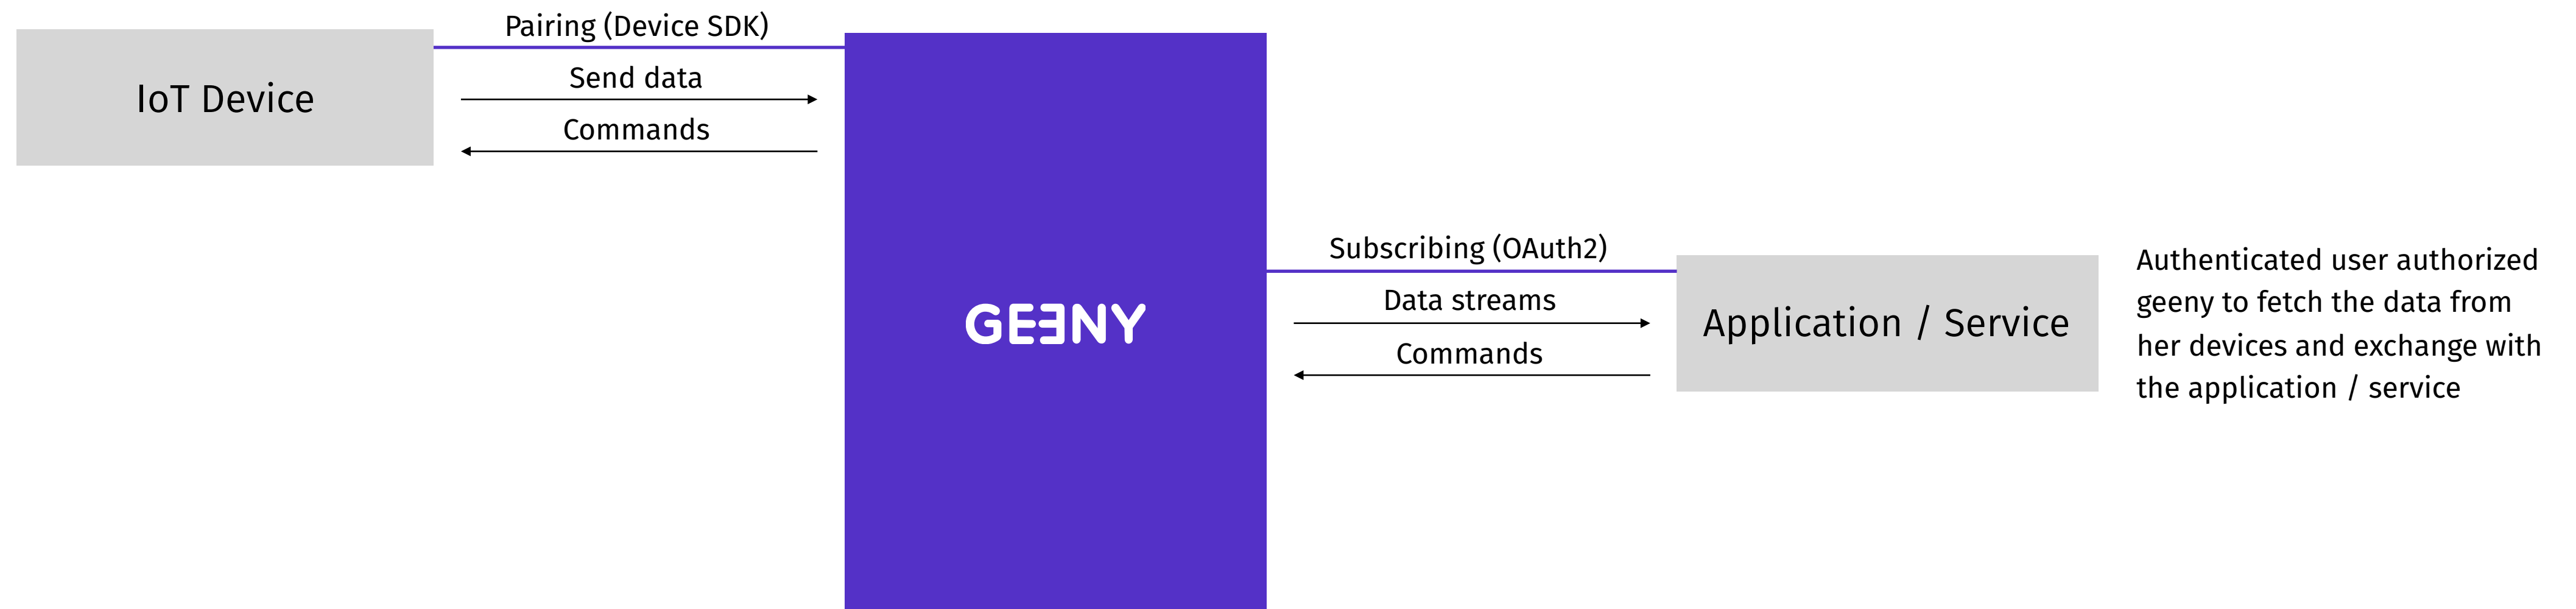 Pairing (Device SDK)
IoT Device
Send data
Commands
GEENY
Subscribing (OAuth2)
Data streams
Commands
Application / Service
Authenticated user authorized
geeny to fetch the data from
her devices and exchange with
the application / service